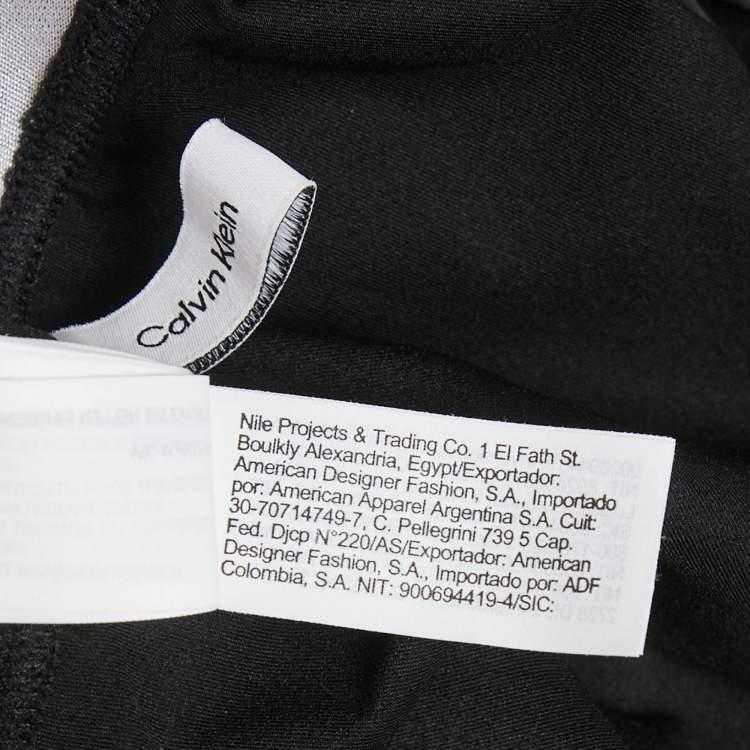 Calvin Klein
Nile Projects & Trading Co. 1 El Fath St.
Boulkly Alexandria, Egypt/Exportador:
American Designer Fashion, S.A., Importado
por: American Apparel Argentina S.A. Cuit:
30-70714749-7, C. Pellegrini 739 5 Cap.
Fed. Djcp N°220/AS/Exportador: American
Designer Fashion, S.A., Importado por: ADF
Colombia, S.A. NIT: 900694419-4/SIC: